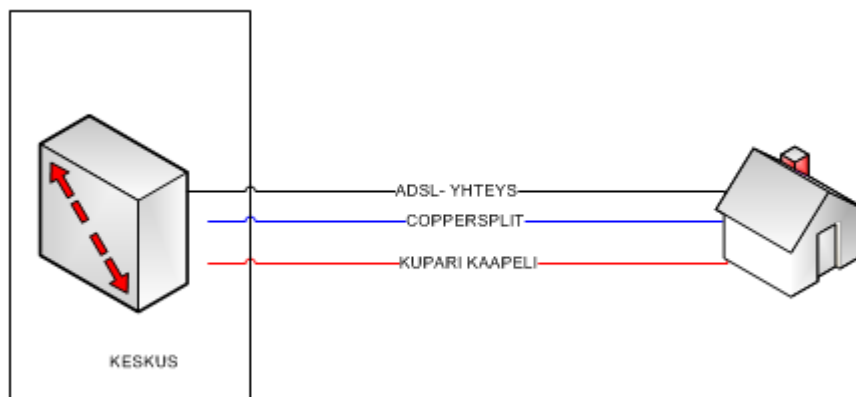 ADSL- YHTEYS
COPPERSPLIT
KUPARI KAAPELI
KESKUS